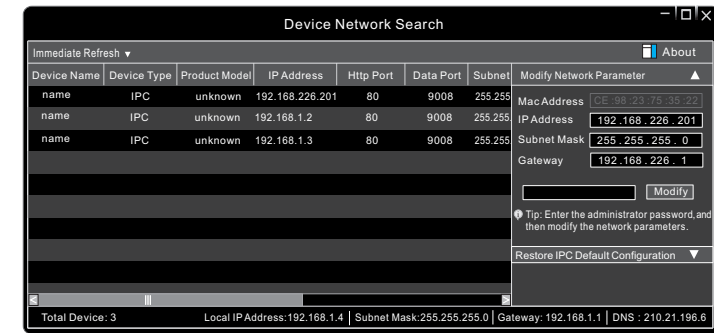 Device Network Search
Immediate Refresh ▼
About
Device Name Device Type Product Model IP Address Http Port Data Port Subnet
name IPC unknown 192.168.226.201 80 9008 255.255
name IPC unknown 192.168.1.2 80 9008 255.255.
name IPC unknown 192.168.1.3 80 9008 255.255
Modify Network Parameter ▲
Mac Address CE:98:23:75:35:22
IP Address 192.168.226.201
Subnet Mask 255.255.255. 0
Gateway 192.168.226. 1
Modify
Tip: Enter the administrator password,and
then modify the network parameters.
Restore IPC Default Configuration ▼
Total Device: 3 Local IP Address:192.168.1.4 Subnet Mask:255.255.255.0 Gateway: 192.168.1.1 DNS : 210.21.196.6